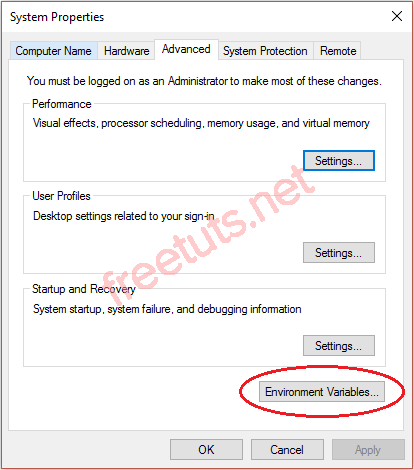 System Properties
Computer Name Hardware Advanced System Protection Remote
You must be logged on as an Administrator to make most of these changes.
Performance
Visual effects, processor scheduling, memory usage, and virtual memory
Settings...
User Profiles
Desktop settings related to your sign-in
Settings...
freetuts.net
Startup and Recovery
System startup, system failure, and debugging information
Settings...
Environment Variables...
OK Cancel Apply